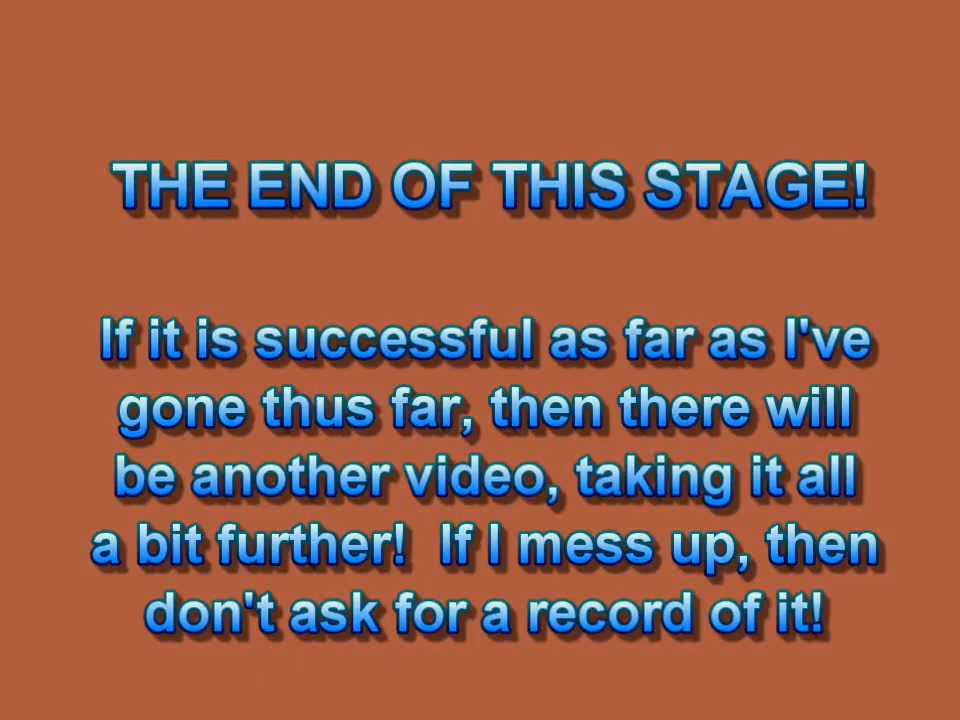 THE END OF THIS STAGE!
If it is successful as far as I've
gone thus far, then there will
be another video, taking it all
a bit further!  If I mess up, then
don't ask for a record of it!